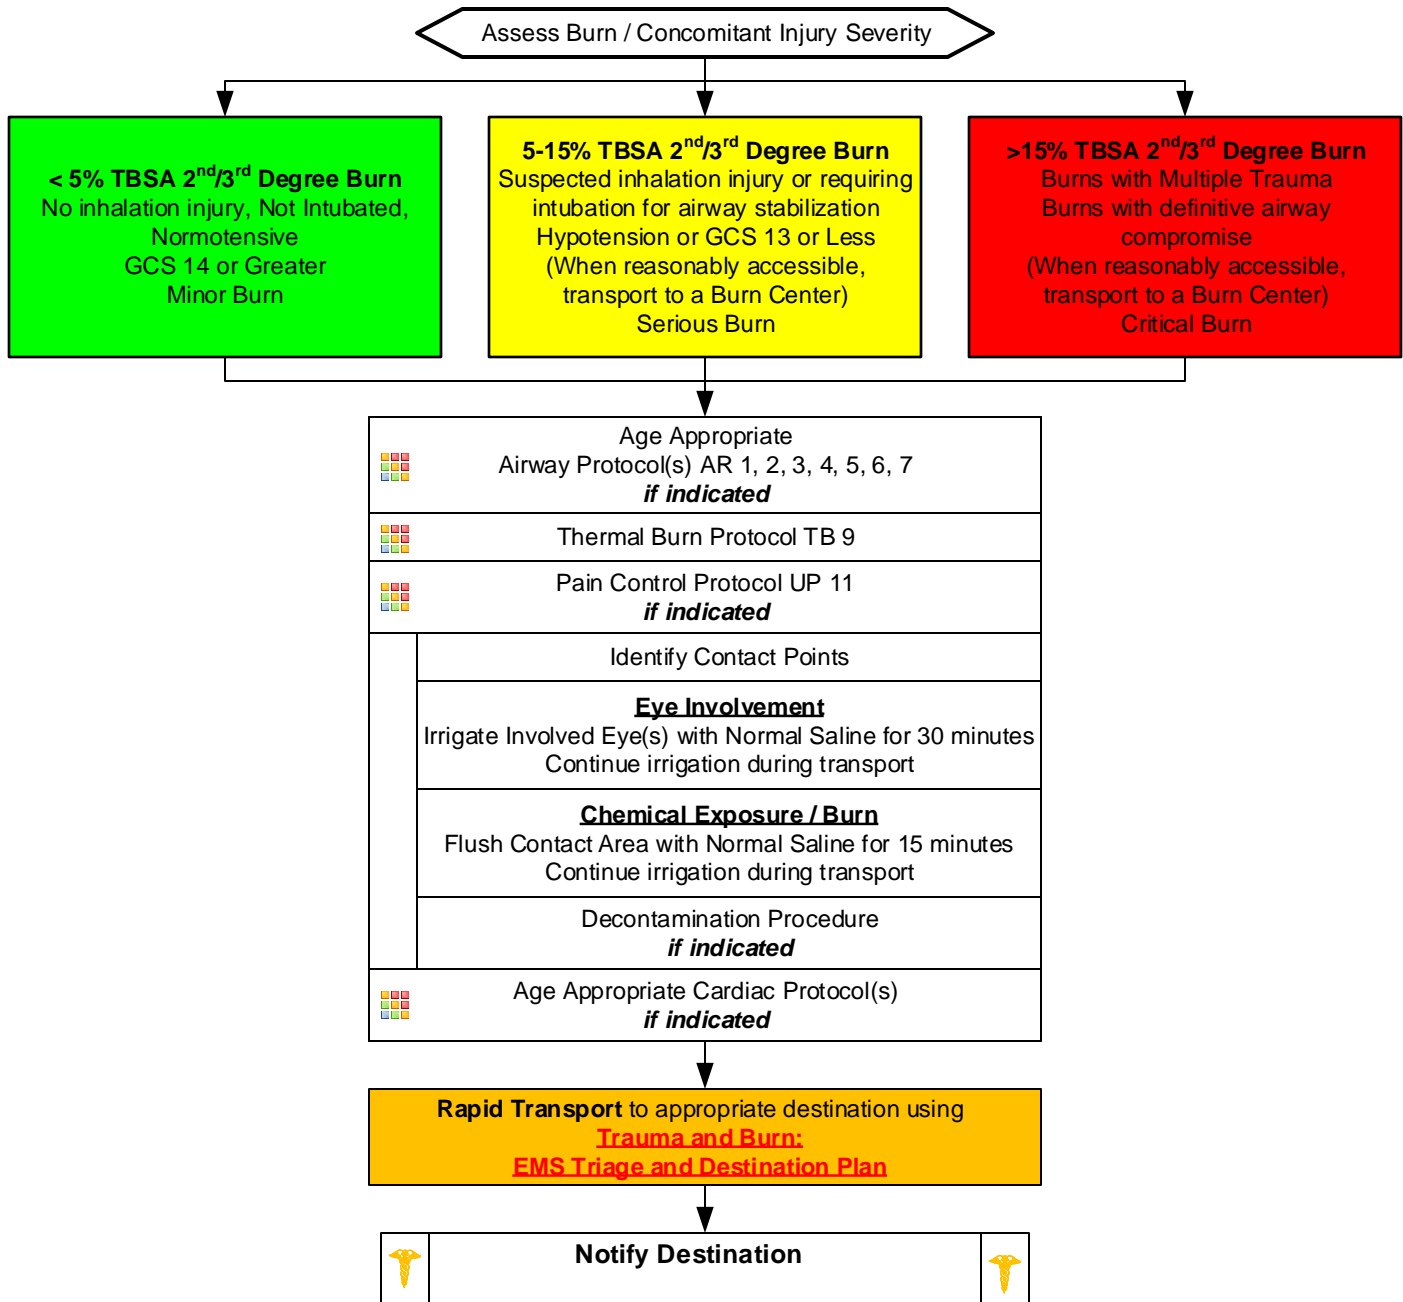 Assess Burn / Concomitant Injury Severity
< 5% TBSA 2nd/3rd Degree Burn
No inhalation injury, Not Intubated,
Normotensive
GCS 14 or Greater
Minor Burn
5-15% TBSA 2nd/3rd Degree Burn
Suspected inhalation injury or requiring
intubation for airway stabilization
Hypotension or GCS 13 or Less
(When reasonably accessible,
transport to a Burn Center)
Serious Burn
>15% TBSA 2nd/3rd Degree Burn
Burns with Multiple Trauma
Burns with definitive airway
compromise
(When reasonably accessible,
transport to a Burn Center)
Critical Burn
Age Appropriate
Airway Protocol(s) AR 1, 2, 3, 4, 5, 6, 7
if indicated
Thermal Burn Protocol TB 9
Pain Control Protocol UP 11
if indicated
Identify Contact Points
Eye Involvement
Irrigate Involved Eye(s) with Normal Saline for 30 minutes
Continue irrigation during transport
Chemical Exposure / Burn
Flush Contact Area with Normal Saline for 15 minutes
Continue irrigation during transport
Decontamination Procedure
if indicated
Age Appropriate Cardiac Protocol(s)
if indicated
Rapid Transport to appropriate destination using
Trauma and Burn:
EMS Triage and Destination Plan
Notify Destination